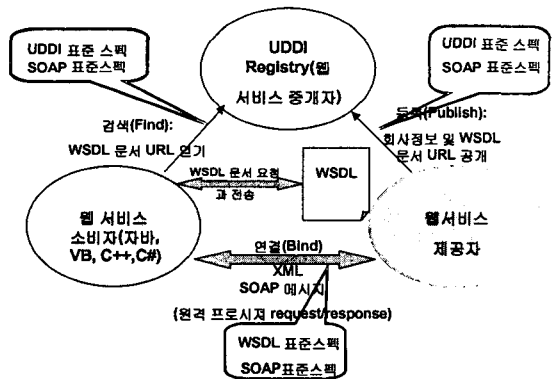 UDDI 표준 스펙
SOAP 표준스펙
UDDI
Registry(웹
서비스 중개자)
UDDI 표준 스펙
SOAP 표준스펙
검색(Find):
WSDL 문서 URL 얻기
등록(Publish):
회사정보 및 WSDL
문서 URL 공개
WSDL 문서 요청
과 전송
WSDL
웹 서비스
소비자(자바,
VB, C++,C#)
웹서비스
제공자
연결(Bind)
XML
SOAP 메시지
(원격 프로시져 request/response)
WSDL 표준스펙
SOAP표준스펙